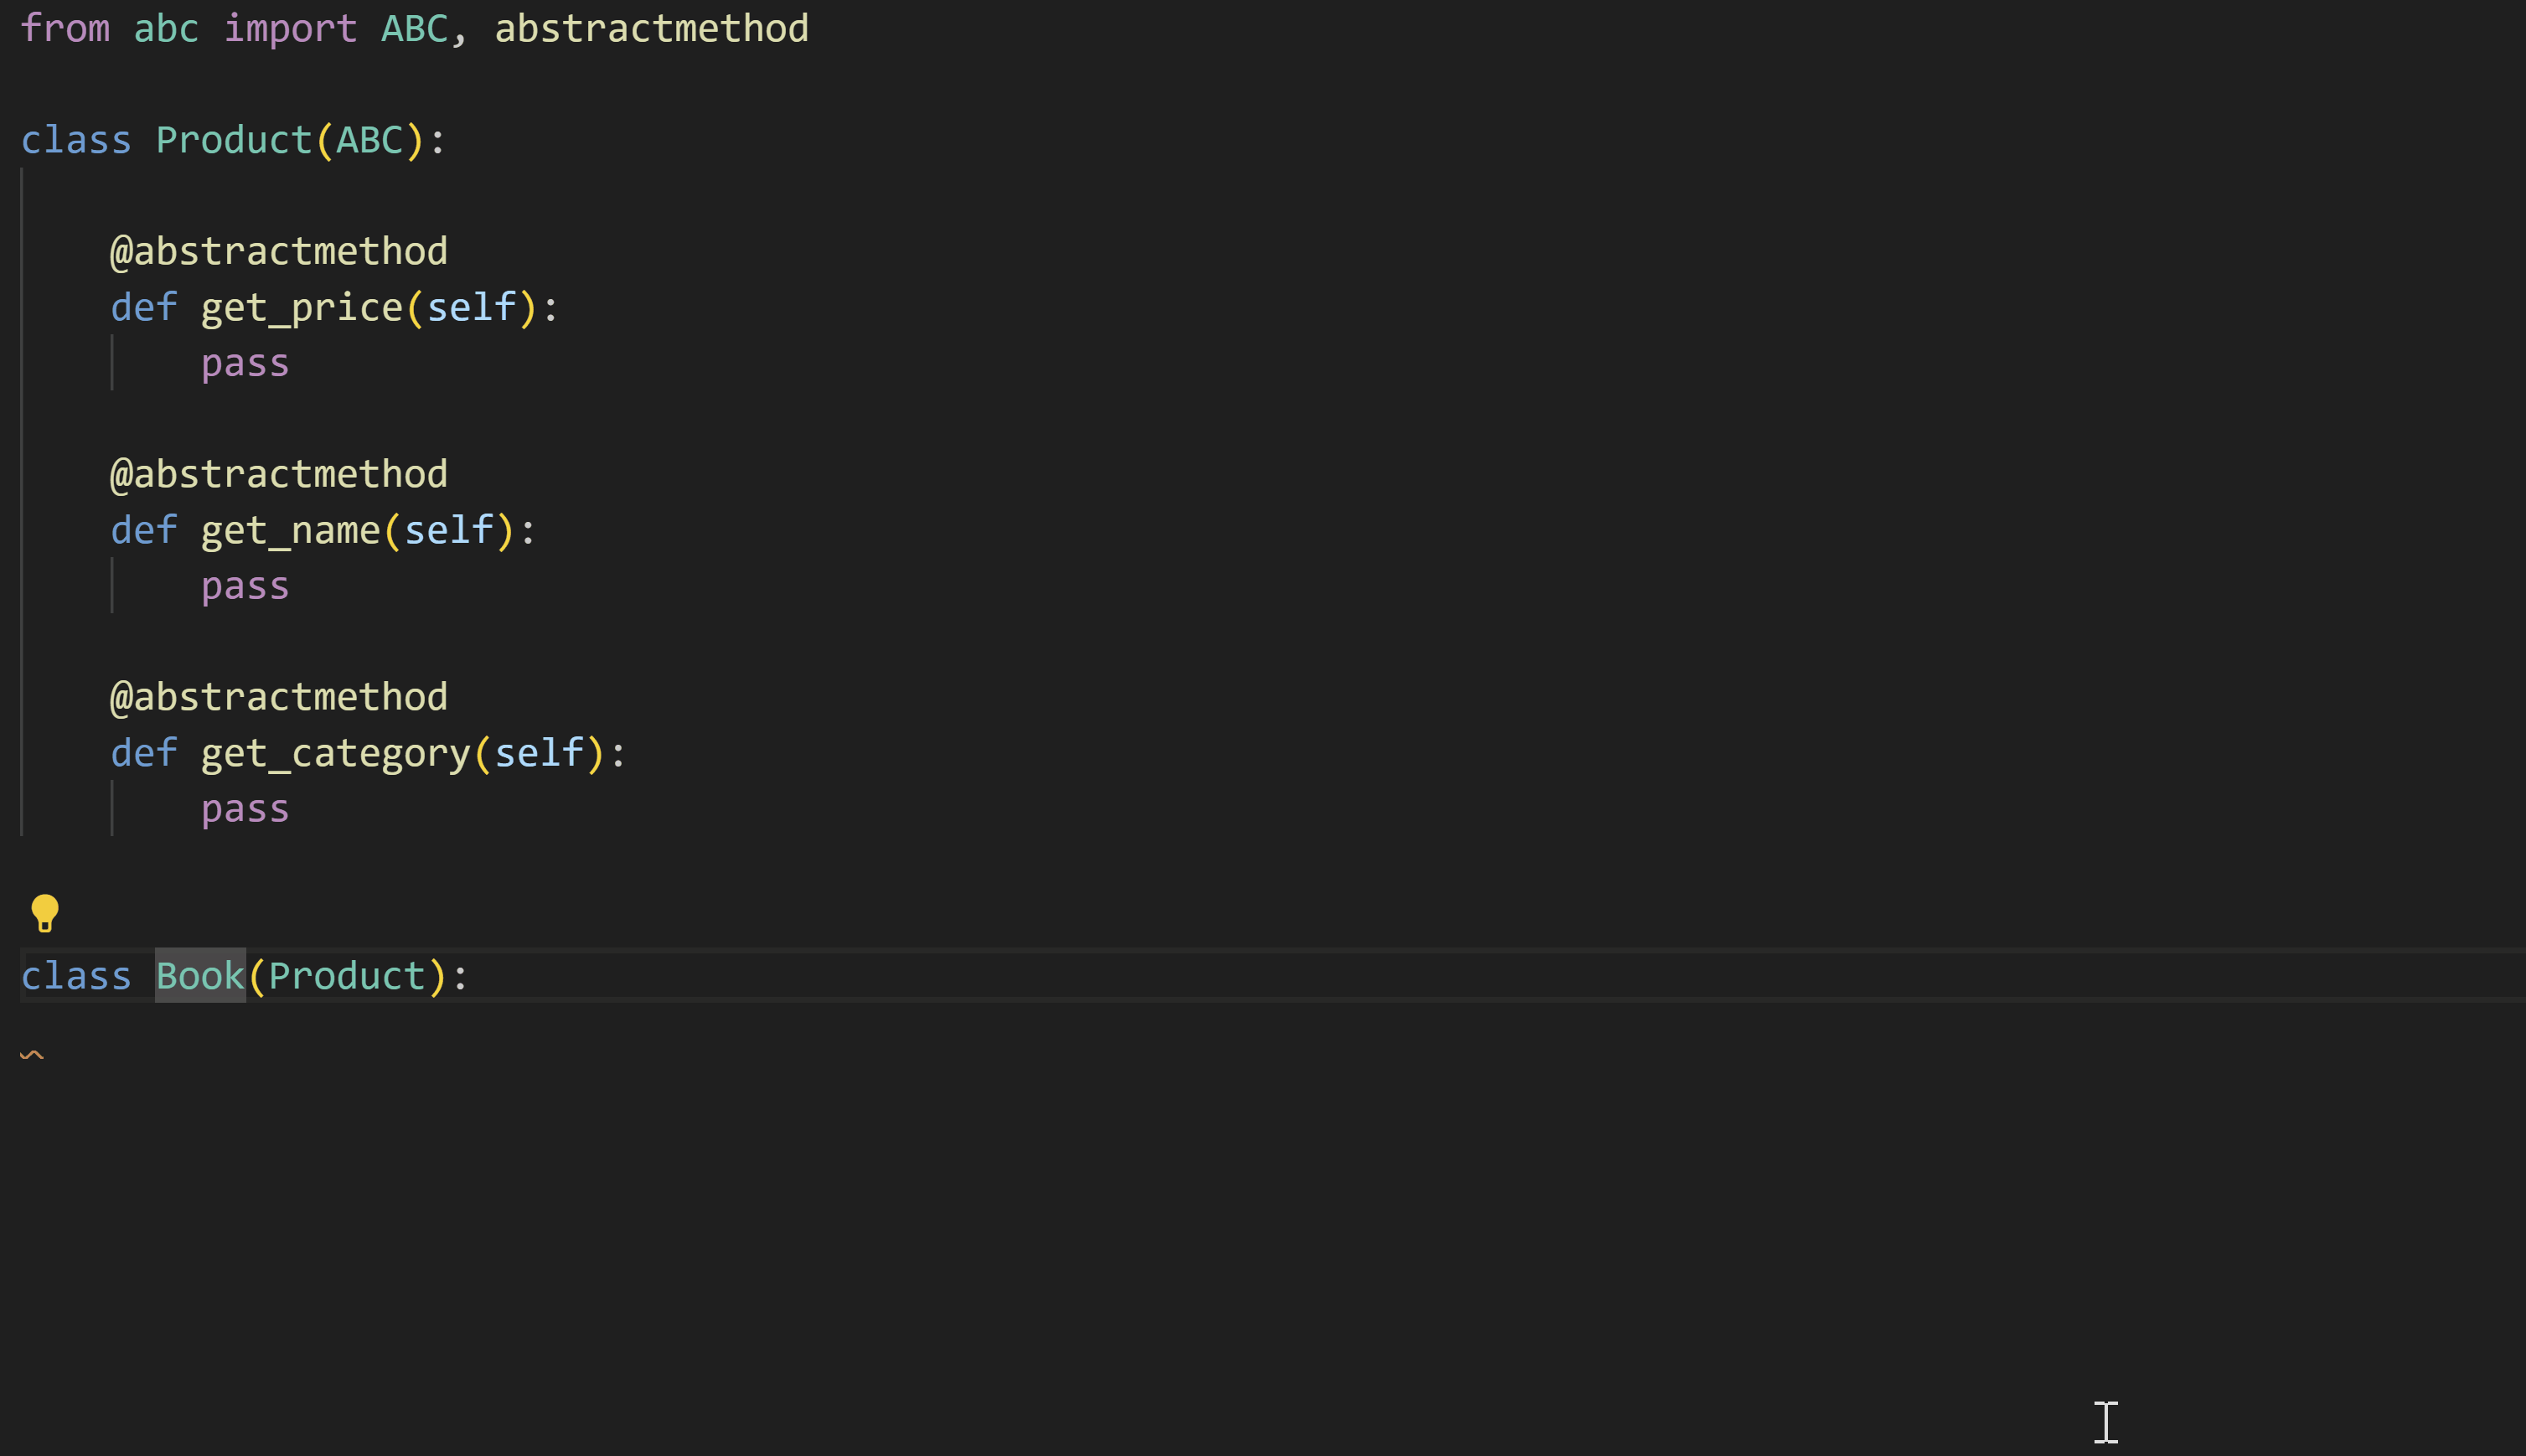 from abc import ABC, abstractmethod
class Product(ABC):
@abstractmethod
def get_price(self):
pass
@abstractmethod
def get_name(self):
pass
@abstractmethod
def get_category(self):
pass
class Book(Product):